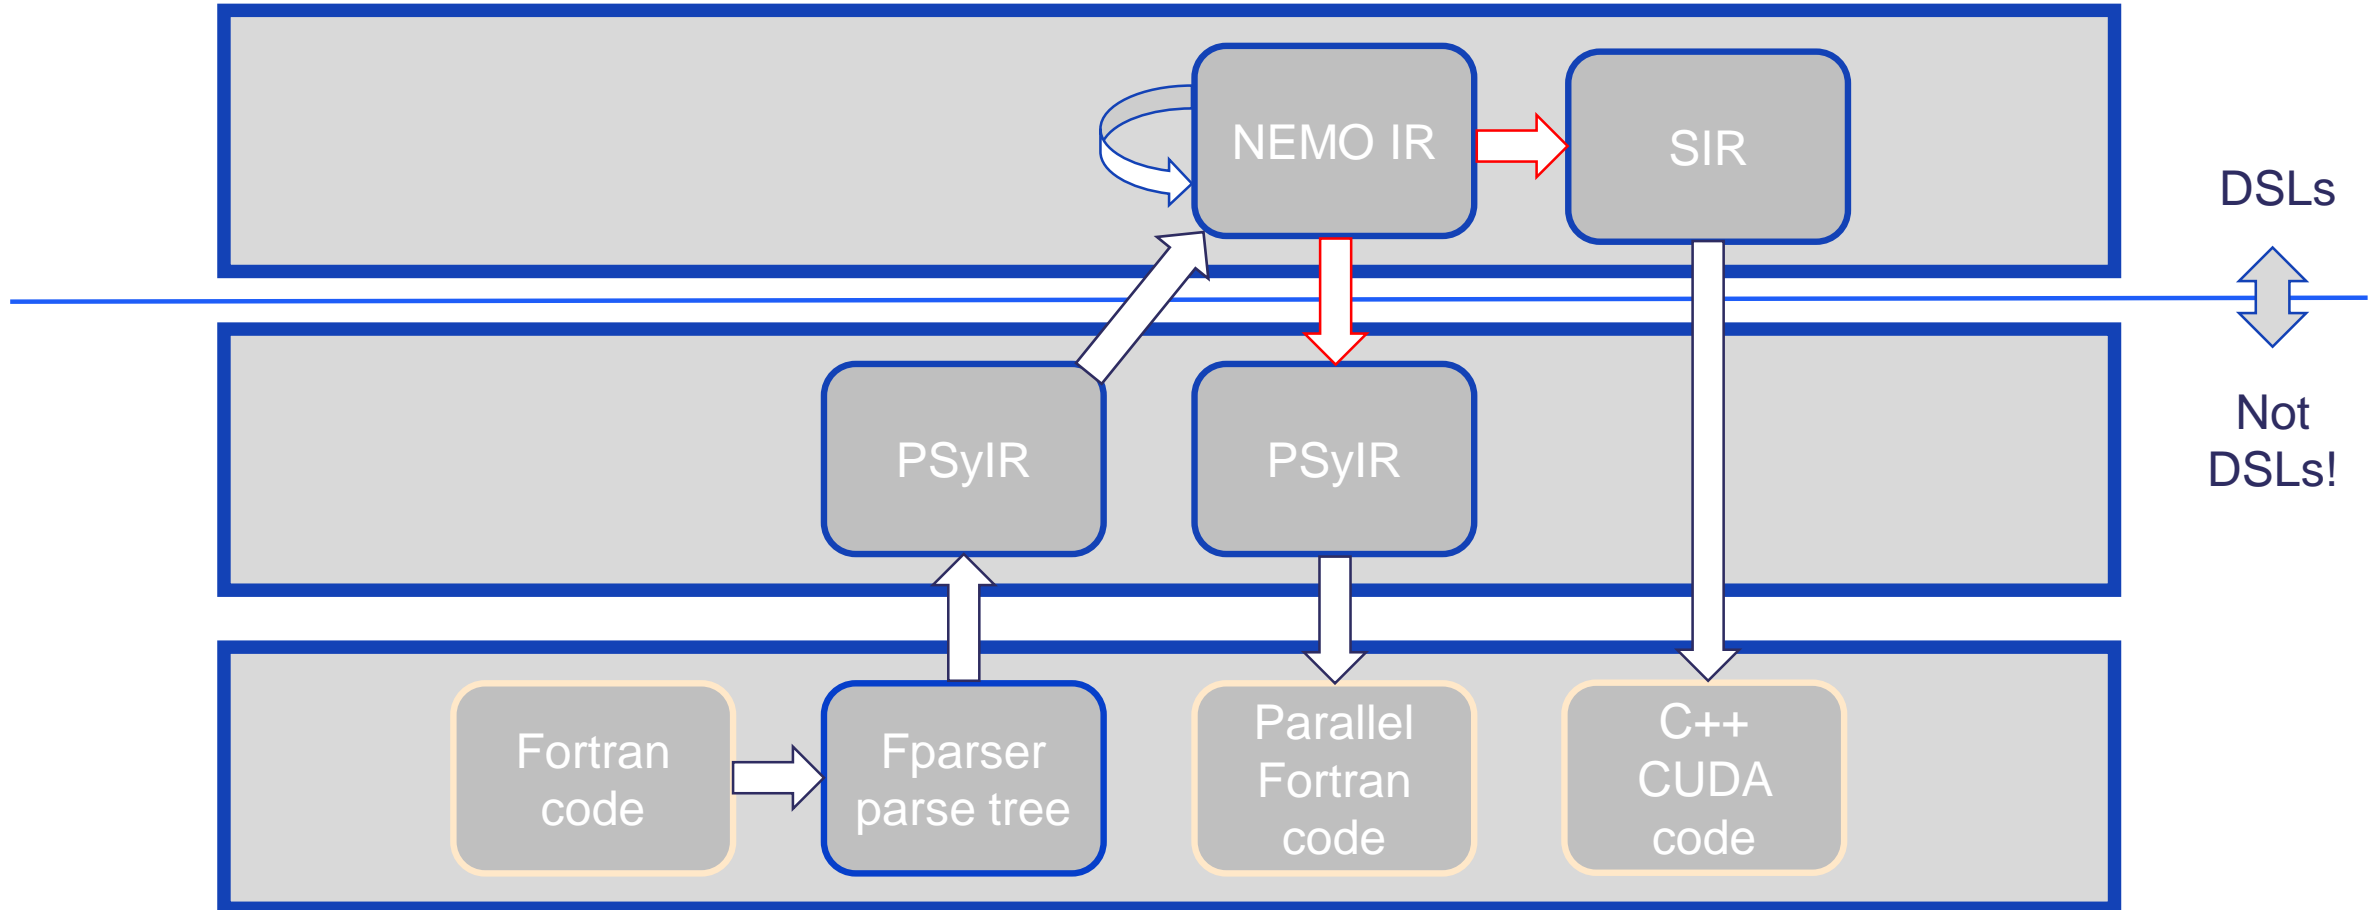 NEMO IR
SIR
DSLs
Not
DSLs!
PSyIR
PSyIR
Fortran
code
Fparser
parse tree
Parallel
Fortran
code
C++
CUDA
code